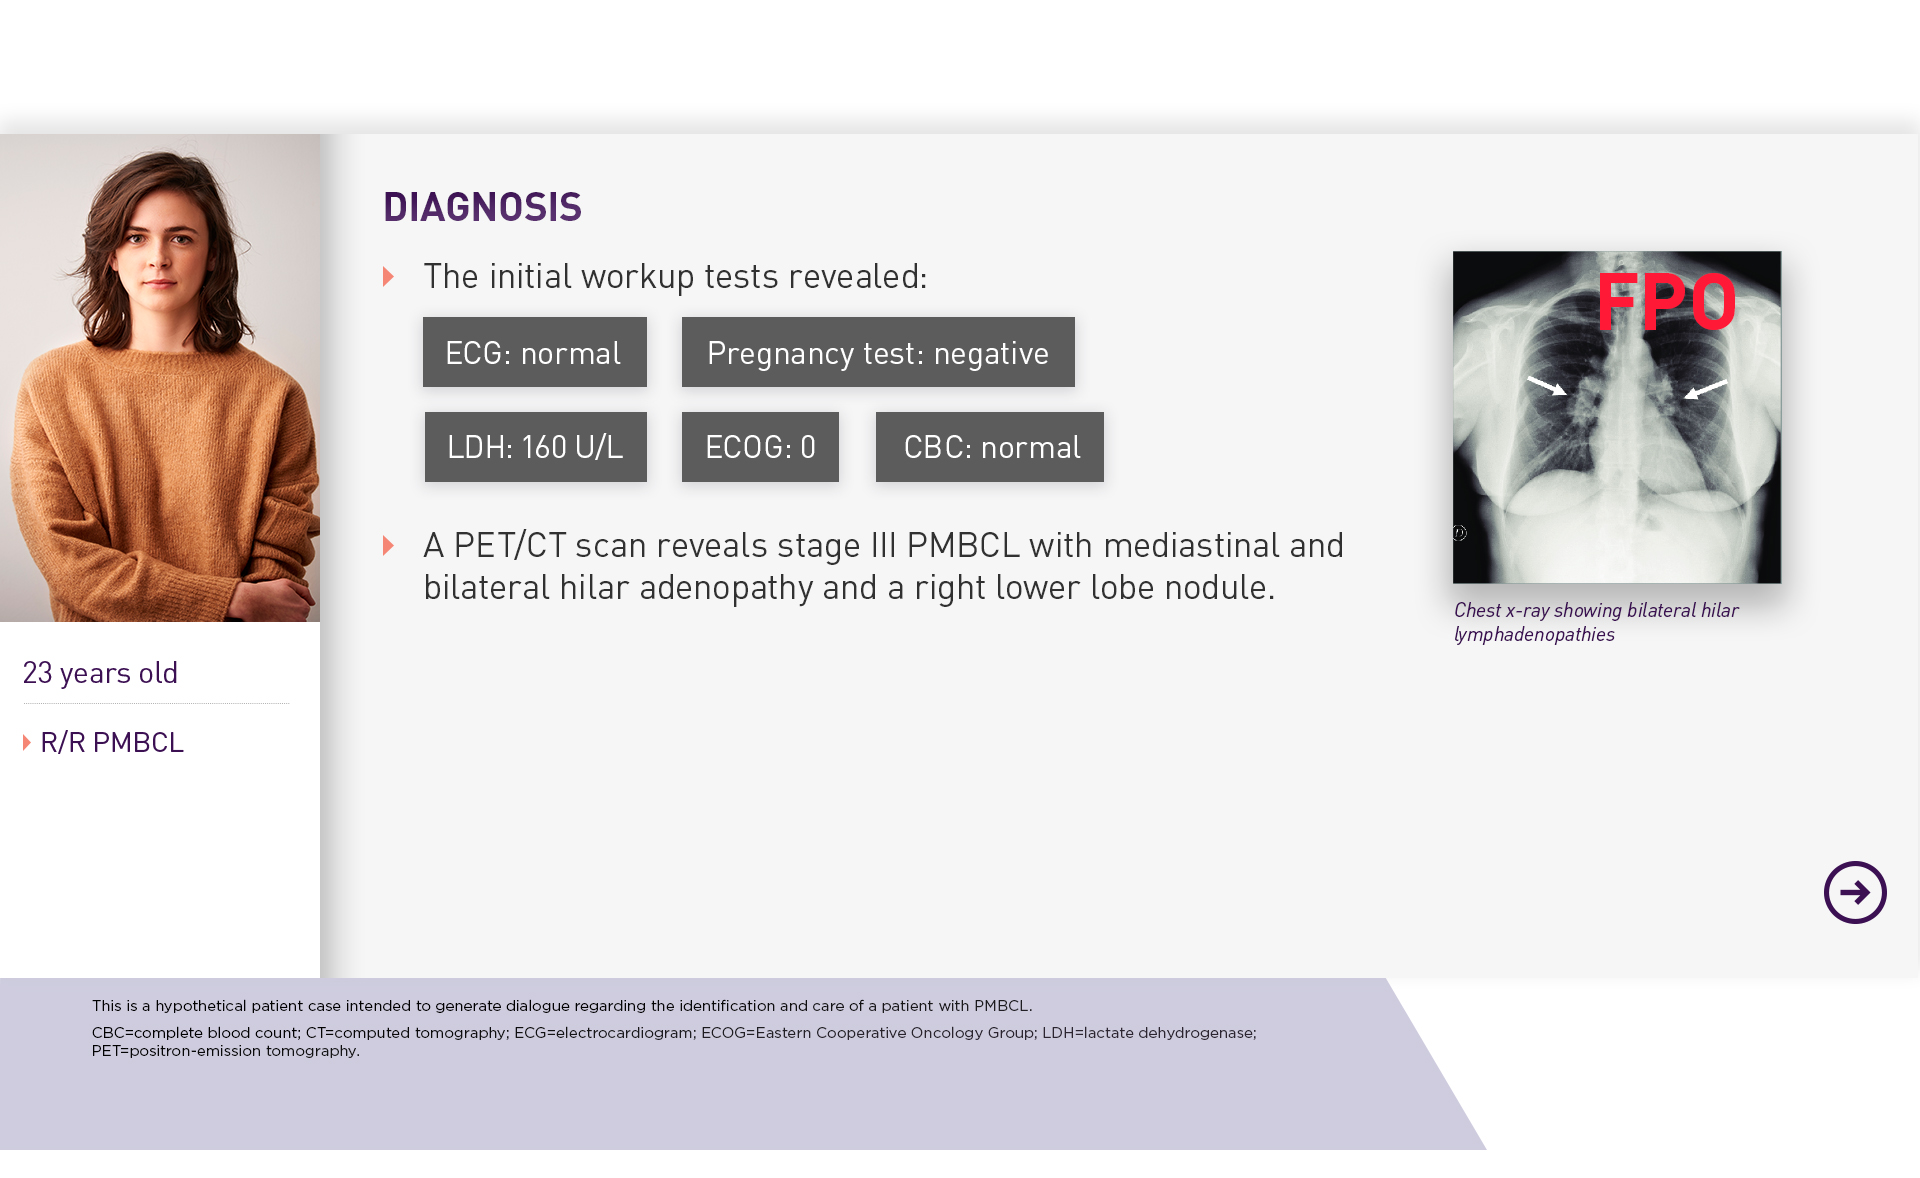 DIAGNOSIS
The initial workup tests revealed:
ECG: normal
Pregnancy test: negative
LDH: 160 U/L
ECOG: 0
CBC: normal
A PET/CT scan reveals stage III PMBCL with mediastinal and
bilateral hilar adenopathy and a right lower lobe nodule.
FPO
D
Chest x-ray showing bilateral hilar
lymphadenopathies
23 years old
R/R PMBCL
This is a hypothetical patient case intended to generate dialogue regarding the identification and care of a patient with PMBCL.
CBC=complete blood count; CT=computed tomography; ECG=electrocardiogram; ECOG=Eastern Cooperative Oncology Group; LDH=lactate dehydrogenase;
PET=positron-emission tomography.